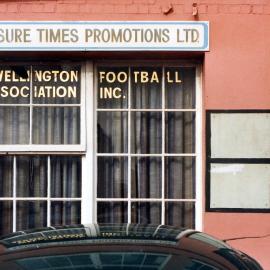 SURE TIMES PROMOTIONS LTD.
WELLINGTON FOOTBALL
SOCIATION INC.